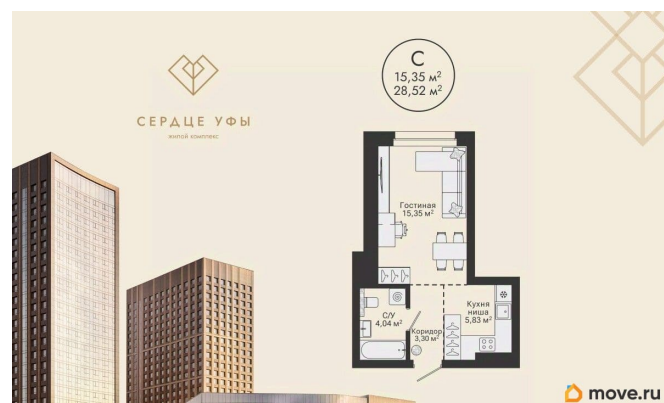 С
15,35 м²
28,52 м²
СЕРДЦЕ УФЫ
жилой комплекс
Гостиная
15,35 м²
Кухня
ниша
5,83 м²
С/У
4,04 м²
Коридор
3,30 м²
move.ru